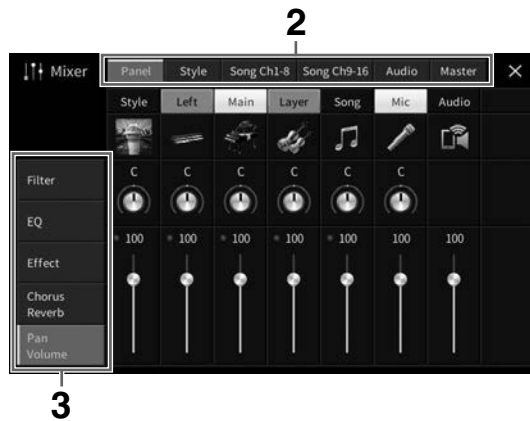 2
Mixer
Panel Style Song Ch1-8 Song Ch9-16 Audio Master
Style Left Main Layer Song Mic Audio
C C C C C C
100 100 100 100 100 100 100
Filter
EQ
Effect
Chorus
Reverb
Pan
Volume
3